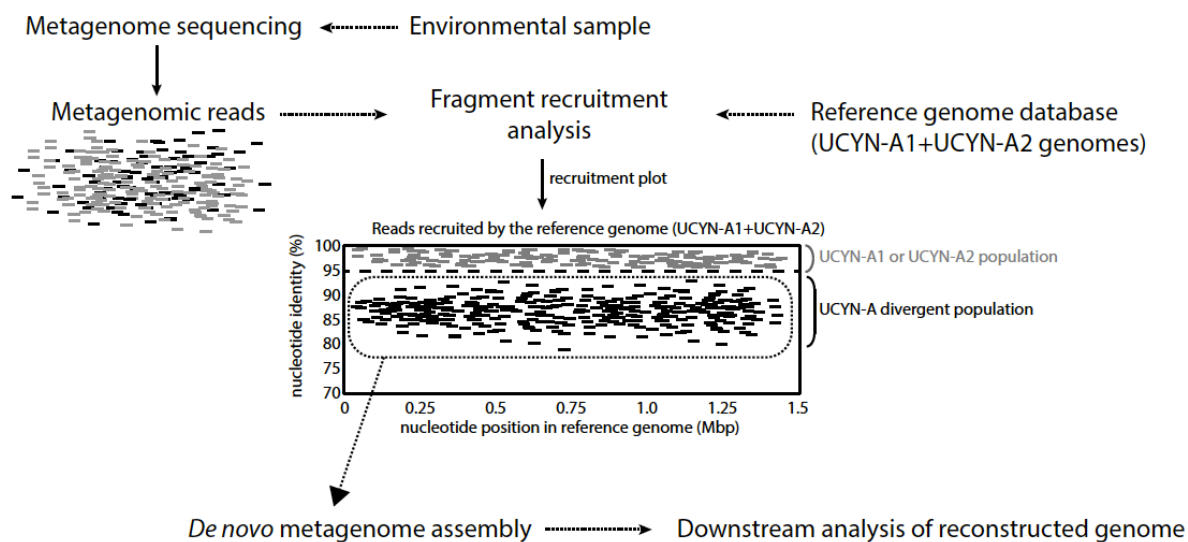 Metagenome sequencing
Environmental sample
Metagenomic reads
Fragment recruitment
analysis
Reference genome database
(UCYN-A1+UCYN-A2 genomes)
recruitment plot
Reads recruited by the reference genome (UCYN-A1+UCYN-A2)
nucleotide identity (%)
100
95
90
85
80
75
70
UCYN-A1 or UCYN-A2 population
UCYN-A divergent population
0
0.25
0.5
0.75
1.0
1.25
1.5
nucleotide position in reference genome (Mbp)
De novo metagenome assembly
Downstream analysis of reconstructed genome